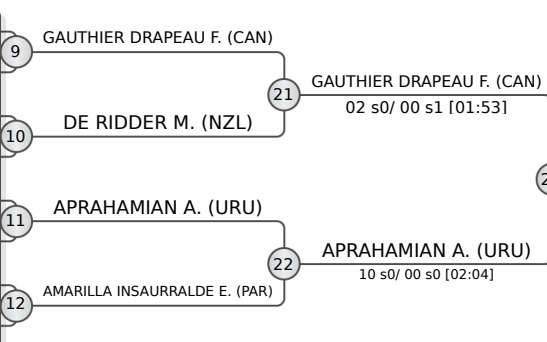 9
GAUTHIER DRAPEAU F. (CAN)
21
GAUTHIER DRAPEAU F. (CAN)
02 s0/ 00 s1 [01:53]
10
DE RIDDER M. (NZL)
11
APRAHAMIAN A. (URU)
22
APRAHAMIAN A. (URU)
10 s0/ 00 s0 [02:04]
12
AMARILLA INSAURRALDE E. (PAR)